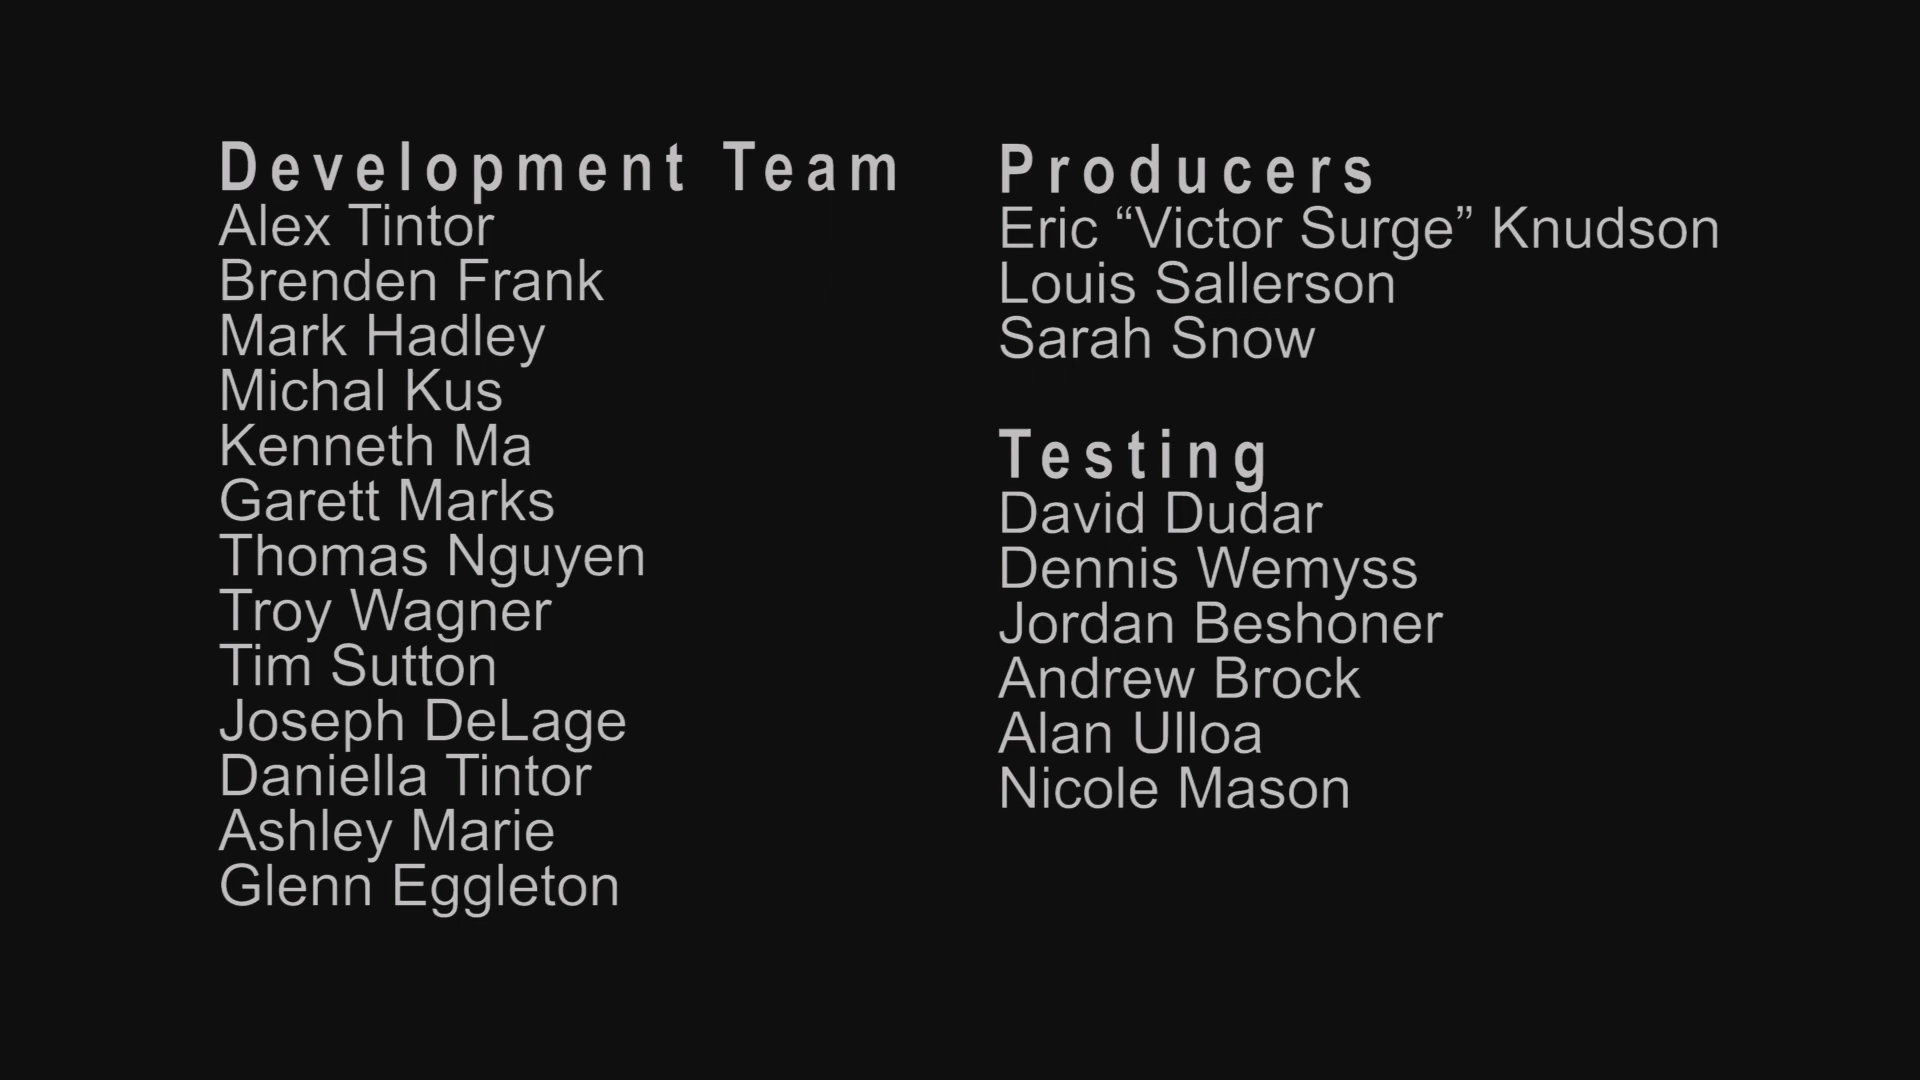 Development Team
Alex Tintor
Brenden Frank
Mark Hadley
Michal Kus
Kenneth Ma
Garett Marks
Thomas Nguyen
Troy Wagner
Tim Sutton
Joseph DeLage
Daniella Tintor
Ashley Marie
Glenn Eggleton
Producers
Eric “Victor Surge” Knudson
Louis Sallerson
Sarah Snow
Testing
David Dudar
Dennis Wemyss
Jordan Beshoner
Andrew Brock
Alan Ulloa
Nicole Mason